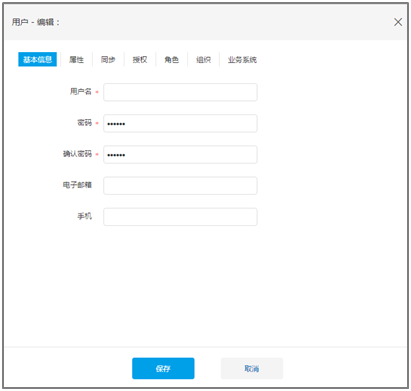 用户 - 编辑：
基本信息 属性 同步 授权 角色 组织 业务系统
用户名 *
密码 * ••••••
确认密码 * ••••••
电子邮箱
手机
保存 取消